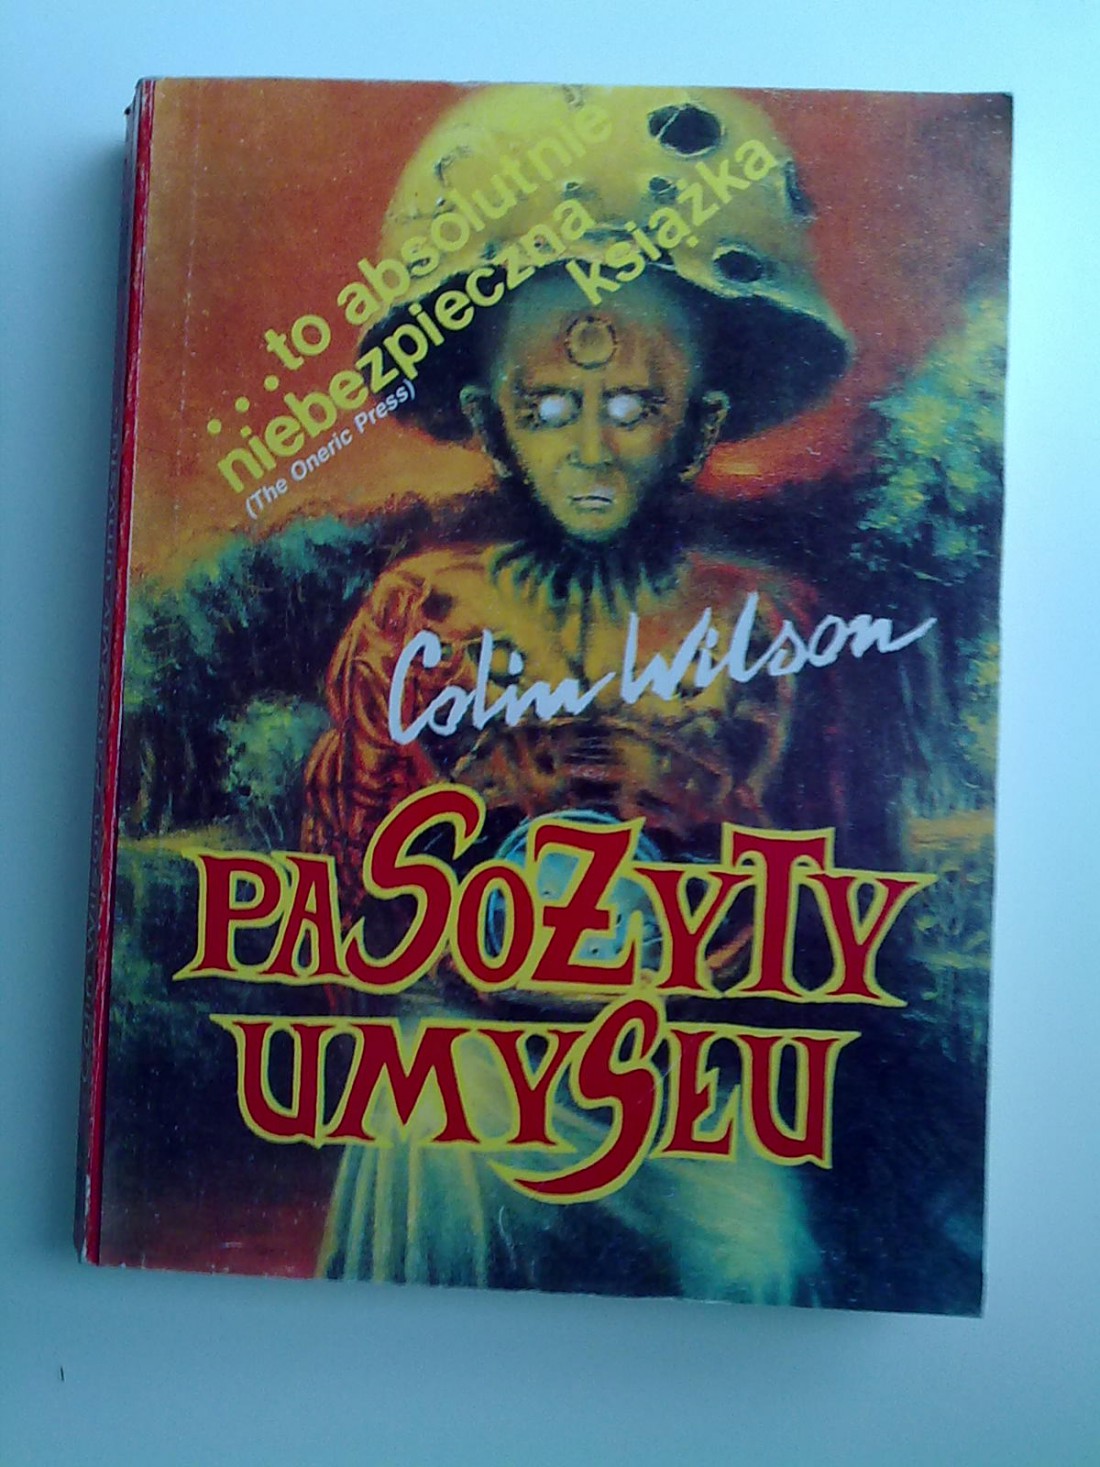 ...to absolutnie
niebezpieczna
książka
(The Oneric Press)
Colin Wilson
PASOŻYTY
UMYSŁU